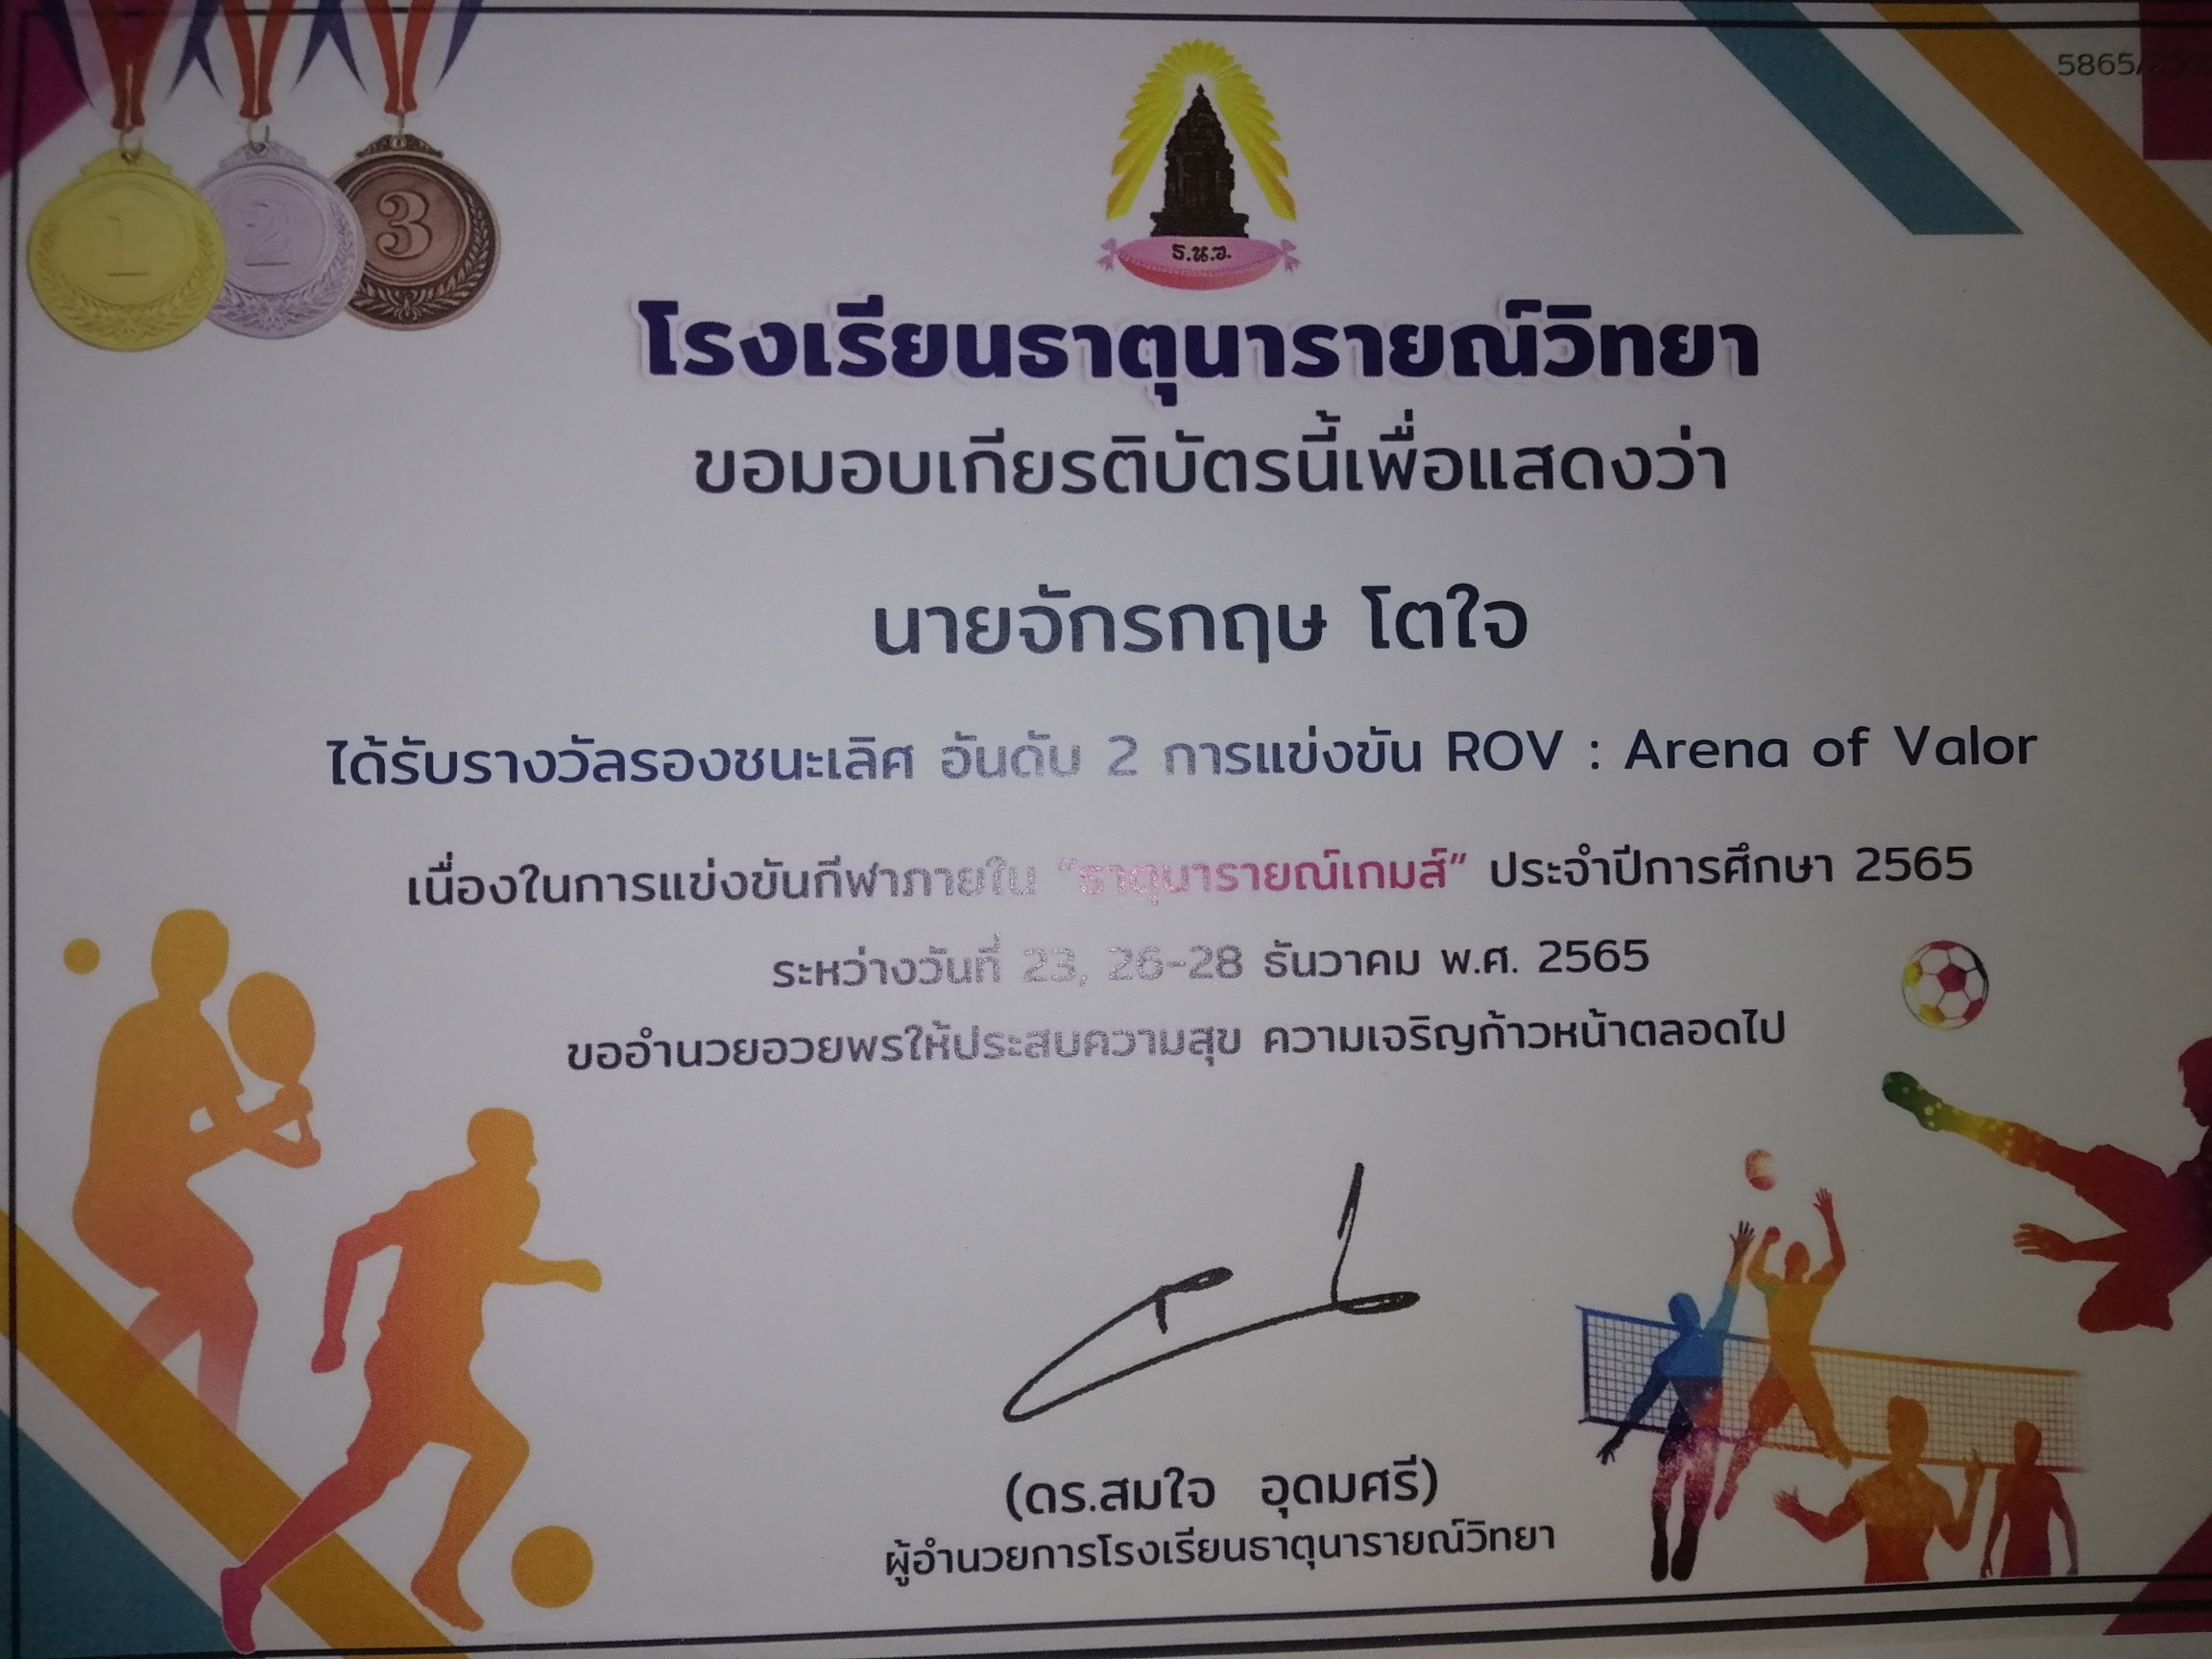 5865/
1 2 3
ธ.น.ว.
โรงเรียนธาตุนารายณ์วิทยา
ขอมอบเกียรติบัตรนี้เพื่อแสดงว่า
นายจักรกฤษ โตใจ
ได้รับรางวัลรองชนะเลิศ อันดับ 2 การแข่งขัน ROV : Arena of Valor
เนื่องในการแข่งขันกีฬาภายใน “ธาตุนารายณ์เกมส์” ประจำปีการศึกษา 2565
ระหว่างวันที่ 23, 26-28 ธันวาคม พ.ศ. 2565
ขออำนวยอวยพรให้ประสบความสุข ความเจริญก้าวหน้าตลอดไป
(ดร.สมใจ อุดมศรี)
ผู้อำนวยการโรงเรียนธาตุนารายณ์วิทยา